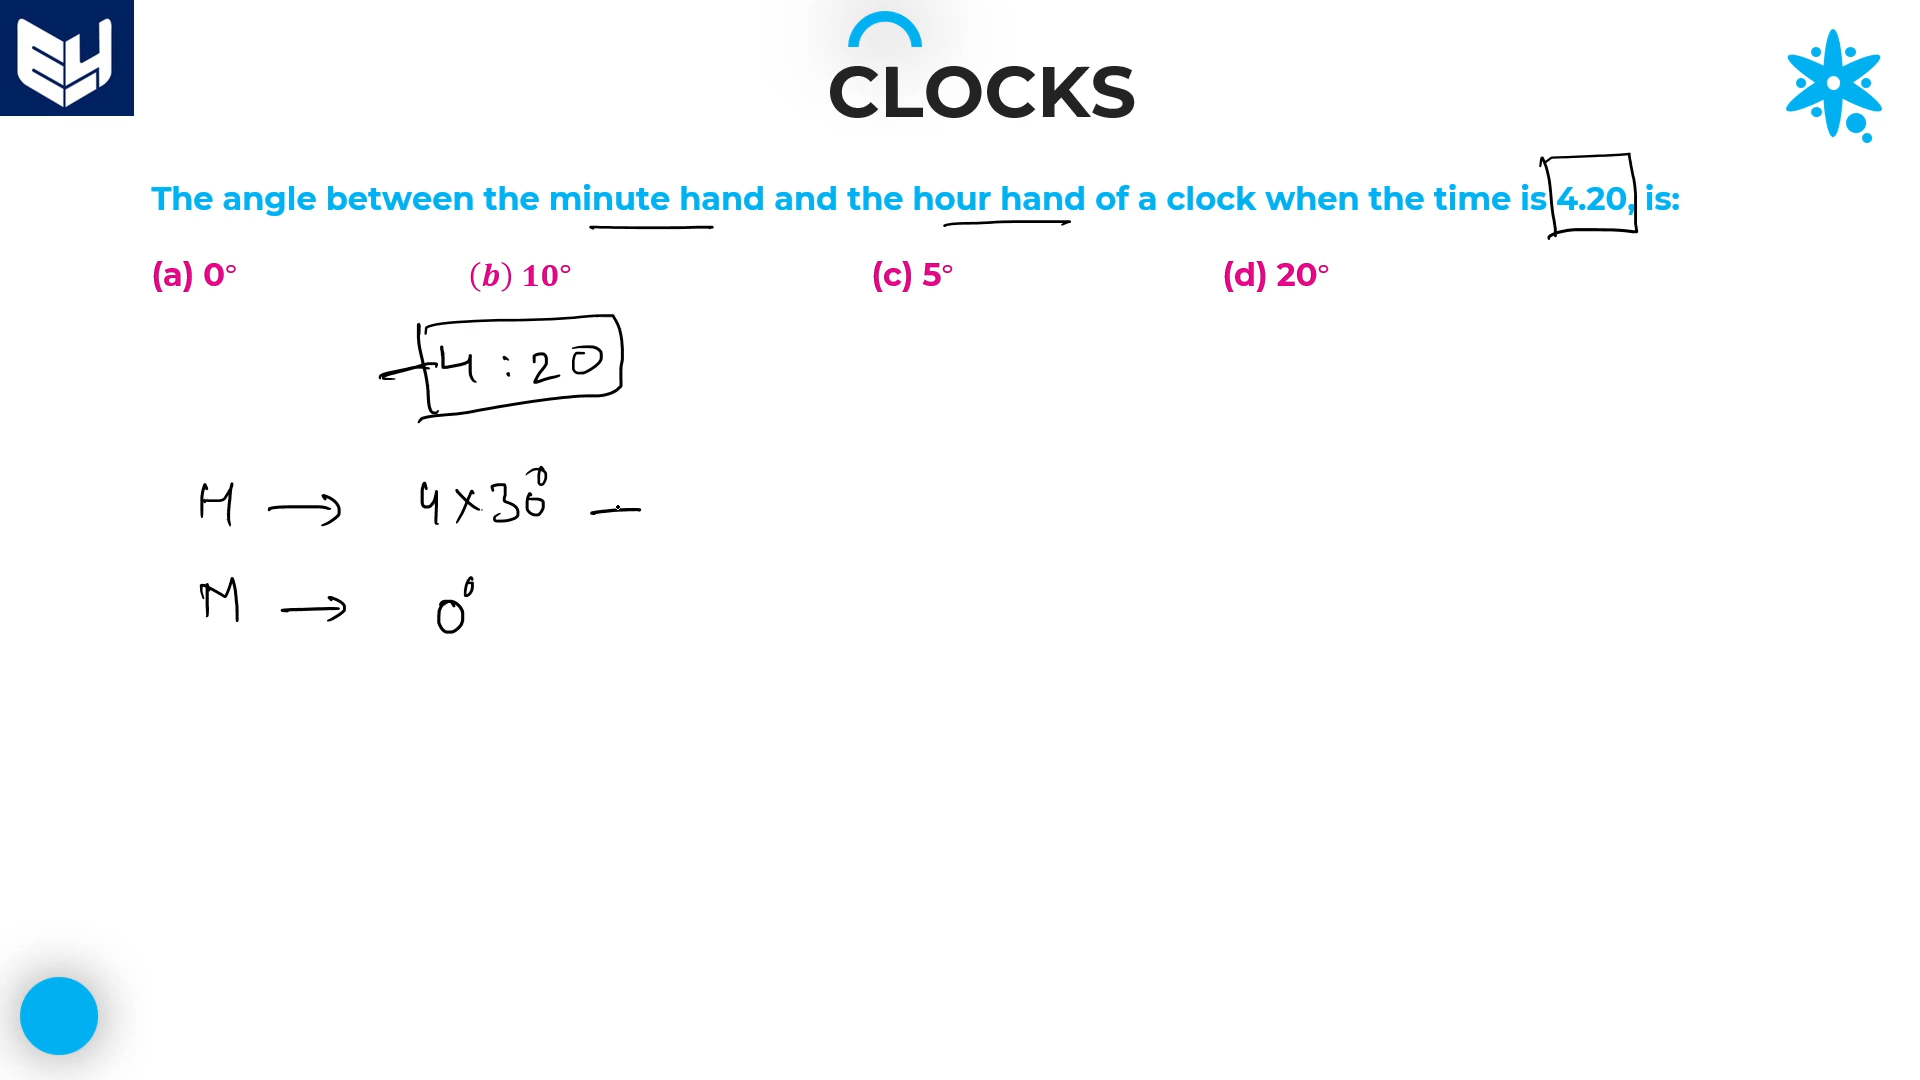 CLOCKS
The angle between the minute hand and the hour hand of a clock when the time is 4.20, is:
(a) 0° (b) 10° (c) 5° (d) 20°
4 : 20
H → 4 × 30° —
M → 0°